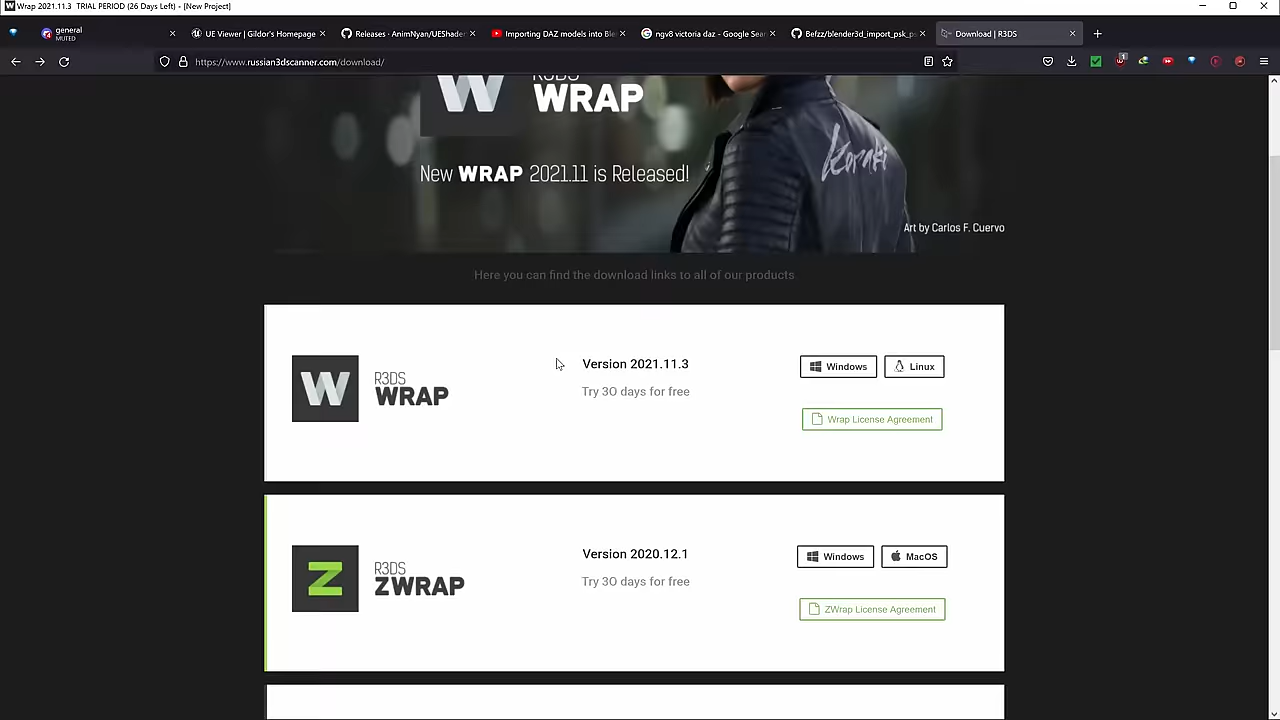 Wrap 2021.11.3 TRIAL PERIOD (26 Days Left) - [New Project]
general
MUTED
UE Viewer | Gildor's Homepage
Releases · AnimNyan/UEShade
Importing DAZ models into Ble
ngv8 victoria daz - Google Sear
Befzz/blender3d_import_psk_ps
Download | R3DS
https://www.russian3dscanner.com/download/
R3DS
WRAP
New WRAP 2021.11 is Released!
Koraki
Art by Carlos F. Cuervo
Here you can find the download links to all of our products
R3DS
WRAP
Version 2021.11.3
Try 30 days for free
Windows
Linux
Wrap License Agreement
R3DS
ZWRAP
Version 2020.12.1
Try 30 days for free
Windows
MacOS
ZWrap License Agreement